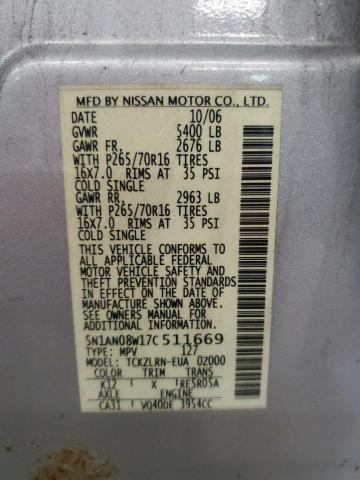 MFD BY NISSAN MOTOR CO., LTD.
DATE 10/06
GVWR 5400 LB
GAWR FR. 2676 LB
WITH P265/70R16 TIRES
16X7.0 RIMS AT 35 PSI
COLD SINGLE
GAWR RR. 2963 LB
WITH P265/70R16 TIRES
16X7.0 RIMS AT 35 PSI
COLD SINGLE
THIS VEHICLE CONFORMS TO
ALL APPLICABLE FEDERAL
MOTOR VEHICLE SAFETY AND
THEFT PREVENTION STANDARDS
IN EFFECT ON THE DATE OF
MANUFACTURE SHOWN ABOVE.
SEE OWNERS MANUAL FOR
ADDITIONAL INFORMATION.
5N1AN08W17C511669
TYPE: MPV 127
MODEL: TCKZLRN-EUA 0Z000
COLOR TRIM TRANS
K12 X RE5R05A
AXLE ENGINE
CA31 VQ40DE 3954CC